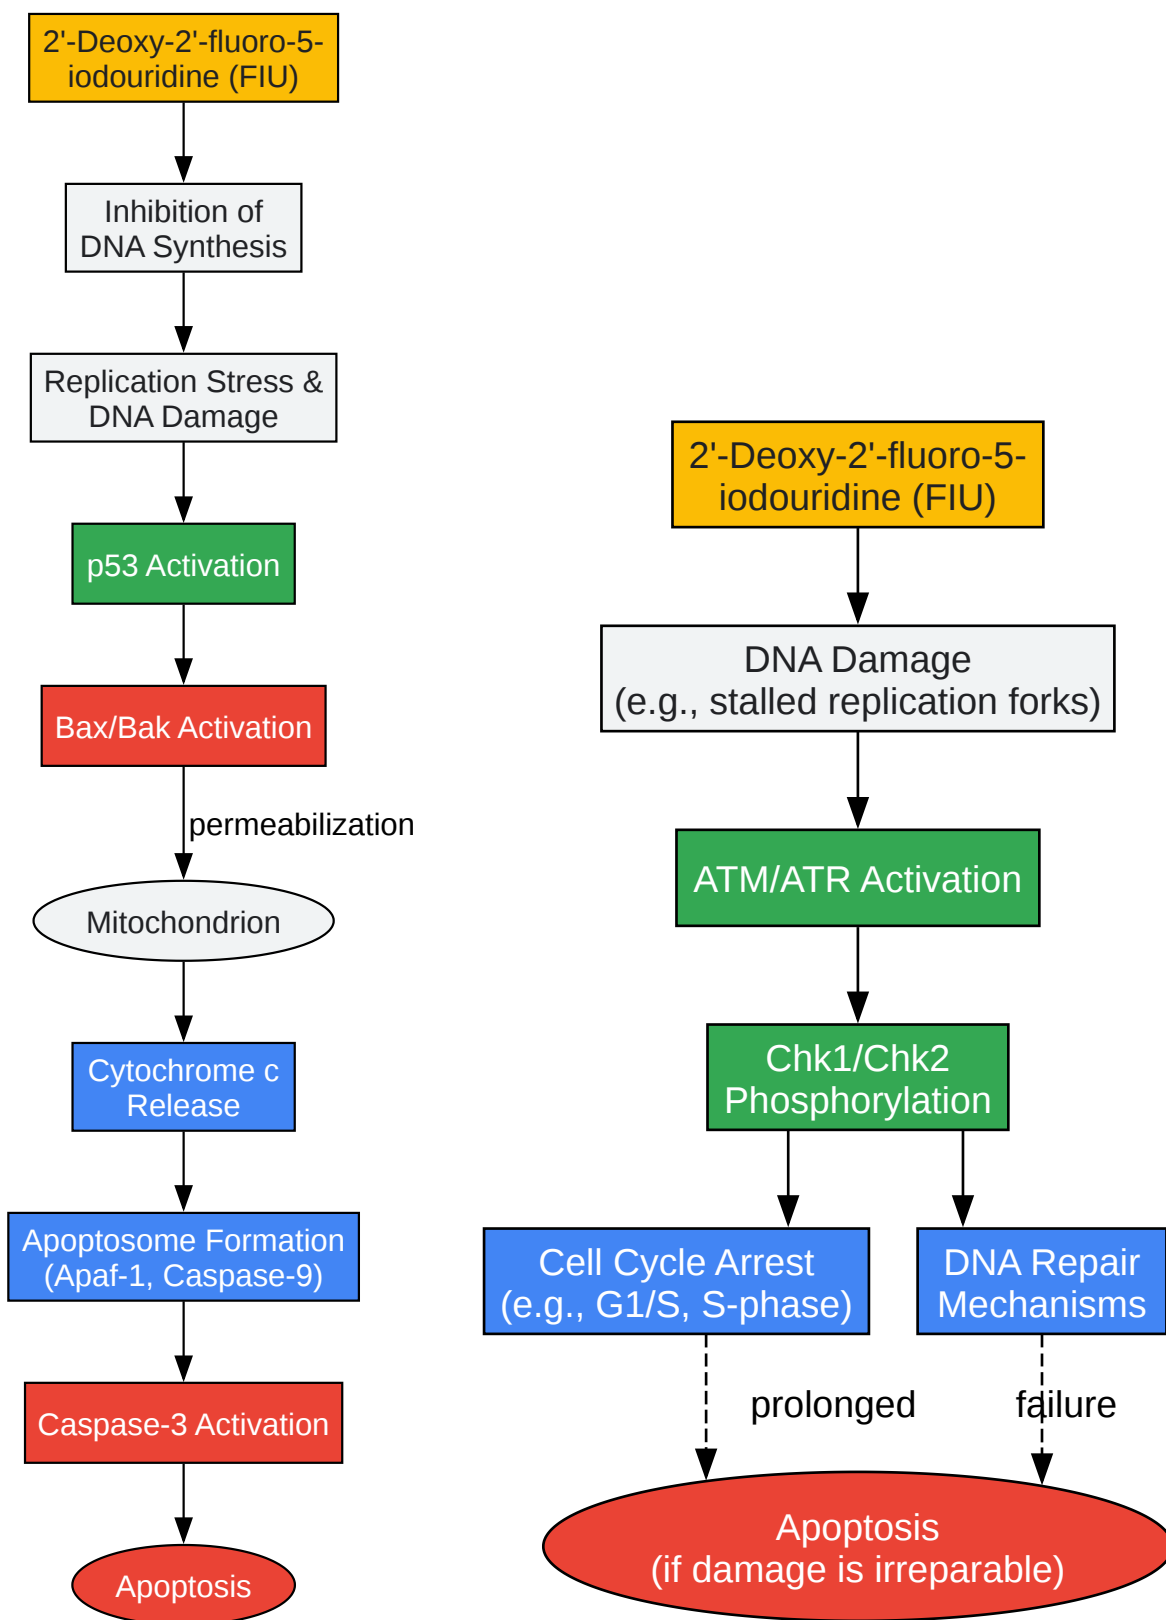 2'-Deoxy-2'-fluoro-5-
iodouridine (FIU)
Inhibition of
DNA Synthesis
Replication Stress &
DNA Damage
p53 Activation
Bax/Bak Activation
permeabilization
Mitochondrion
Cytochrome c
Release
Apoptosome Formation
(Apaf-1, Caspase-9)
Caspase-3 Activation
Apoptosis
2'-Deoxy-2'-fluoro-5-
iodouridine (FIU)
DNA Damage
(e.g., stalled replication forks)
ATM/ATR Activation
Chk1/Chk2
Phosphorylation
Cell Cycle Arrest
(e.g., G1/S, S-phase)
DNA Repair
Mechanisms
prolonged
failure
Apoptosis
(if damage is irreparable)